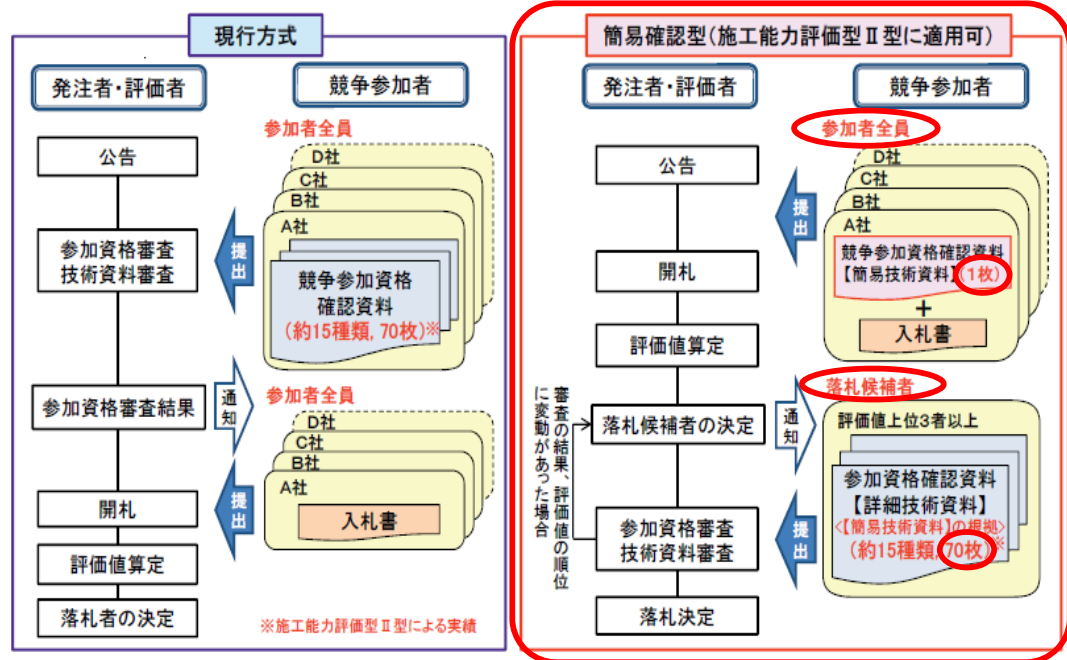 現行方式
発注者・評価者
競争参加者
公告
参加資格審査
技術資料審査
参加資格審査結果
開札
評価値算定
落札者の決定
参加者全員
D社
C社
B社
A社
競争参加資格
確認資料
(約15種類, 70枚)※
提出
通知
参加者全員
D社
C社
B社
A社
入札書
提出
※施工能力評価型Ⅱ型による実績
簡易確認型(施工能力評価型Ⅱ型に適用可)
発注者・評価者
競争参加者
公告
開札
評価値算定
落札候補者の決定
参加資格審査
技術資料審査
落札決定
審査の結果、評価値の順位
に変動があった場合
参加者全員
D社
C社
B社
A社
競争参加資格確認資料
【簡易技術資料】(1枚)
+
入札書
提出
通知
落札候補者
評価値上位3者以上
参加資格確認資料
【詳細技術資料】
<【簡易技術資料】の根拠>
(約15種類, 70枚)※
提出